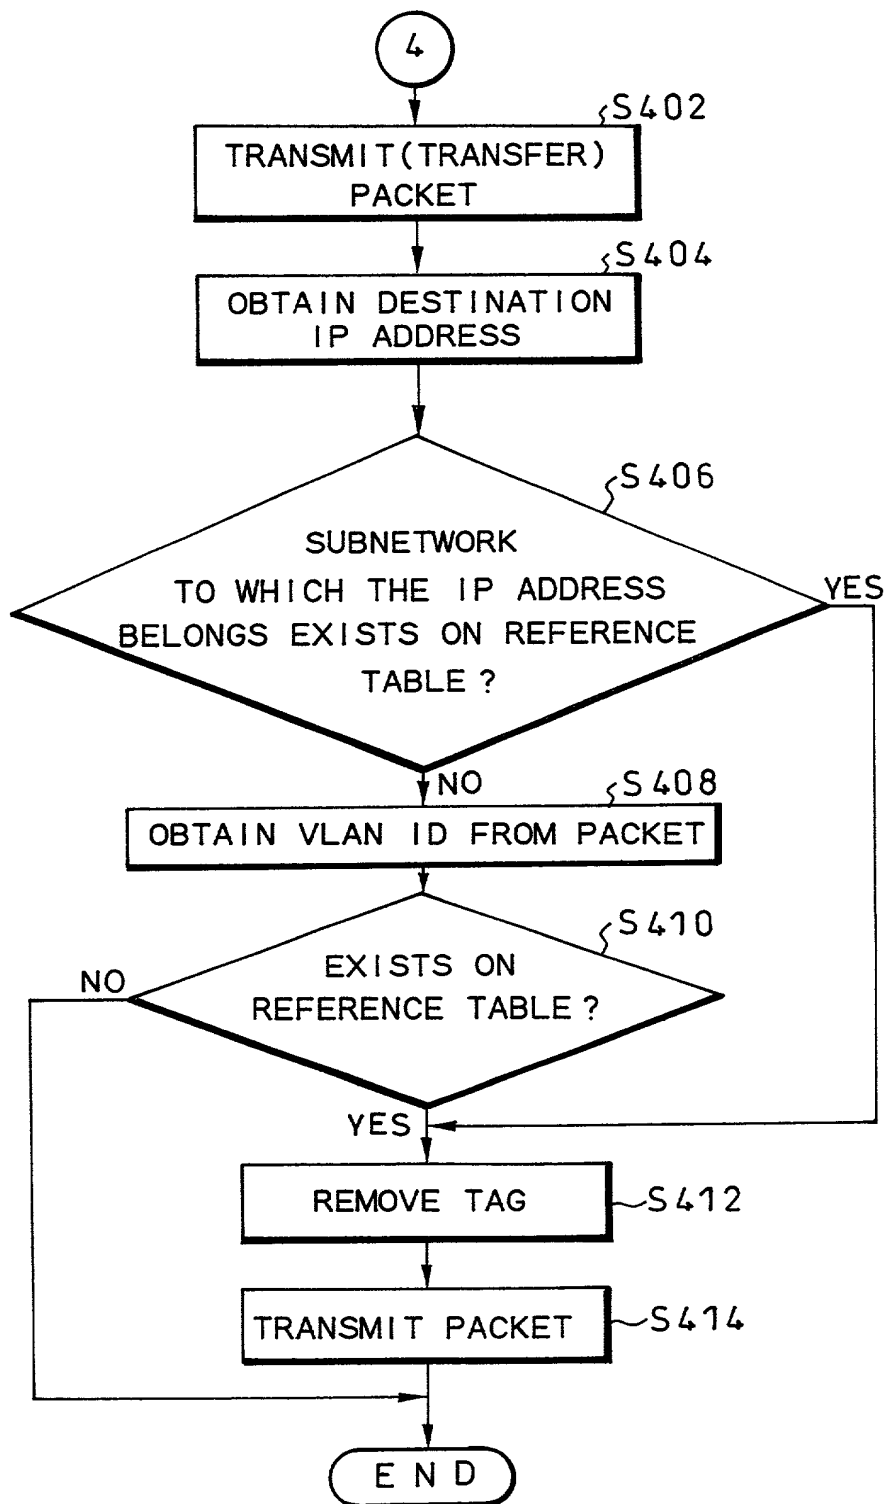 4
S402
TRANSMIT(TRANSFER)
PACKET
S404
OBTAIN DESTINATION
IP ADDRESS
S406
SUBNETWORK
TO WHICH THE IP ADDRESS
BELONGS EXISTS ON REFERENCE
TABLE?
YES
NO
S408
OBTAIN VLAN ID FROM PACKET
S410
EXISTS ON
REFERENCE TABLE?
NO
YES
REMOVE TAG
S412
TRANSMIT PACKET
S414
END